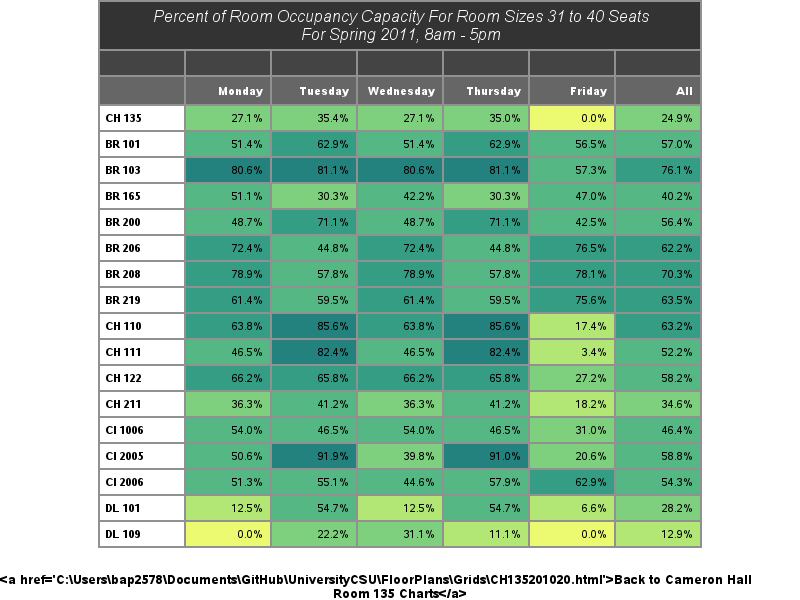 Percent of Room Occupancy Capacity For Room Sizes 31 to 40 Seats
For Spring 2011, 8am - 5pm
Monday Tuesday Wednesday Thursday Friday All
CH 135 27.1% 35.4% 27.1% 35.0% 0.0% 24.9%
BR 101 51.4% 62.9% 51.4% 62.9% 56.5% 57.0%
BR 103 80.6% 81.1% 80.6% 81.1% 57.3% 76.1%
BR 165 51.1% 30.3% 42.2% 30.3% 47.0% 40.2%
BR 200 48.7% 71.1% 48.7% 71.1% 42.5% 56.4%
BR 206 72.4% 44.8% 72.4% 44.8% 76.5% 62.2%
BR 208 78.9% 57.8% 78.9% 57.8% 78.1% 70.3%
BR 219 61.4% 59.5% 61.4% 59.5% 75.6% 63.5%
CH 110 63.8% 85.6% 63.8% 85.6% 17.4% 63.2%
CH 111 46.5% 82.4% 46.5% 82.4% 3.4% 52.2%
CH 122 66.2% 65.8% 66.2% 65.8% 27.2% 58.2%
CH 211 36.3% 41.2% 36.3% 41.2% 18.2% 34.6%
CI 1006 54.0% 46.5% 54.0% 46.5% 31.0% 46.4%
CI 2005 50.6% 91.9% 39.8% 91.0% 20.6% 58.8%
CI 2006 51.3% 55.1% 44.6% 57.9% 62.9% 54.3%
DL 101 12.5% 54.7% 12.5% 54.7% 6.6% 28.2%
DL 109 0.0% 22.2% 31.1% 11.1% 0.0% 12.9%
<a href='C:\Users\bap2578\Documents\GitHub\UniversityCSU\FloorPlans\Grids\CH135201020.html'>Back to Cameron Hall
Room 135 Charts</a>